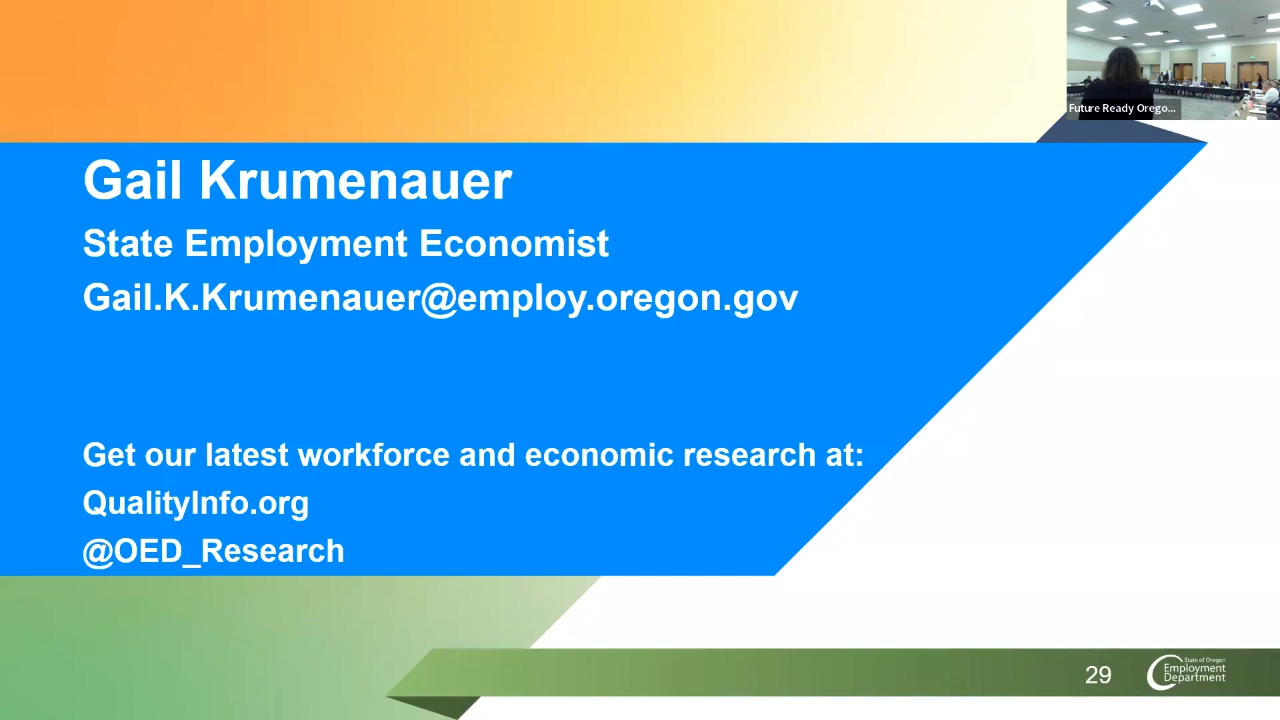 Future Ready Orego...
Gail Krumenauer
State Employment Economist
Gail.K.Krumenauer@employ.oregon.gov
Get our latest workforce and economic research at:
QualityInfo.org
@OED_Research
29
State of Oregon
Employment
Department